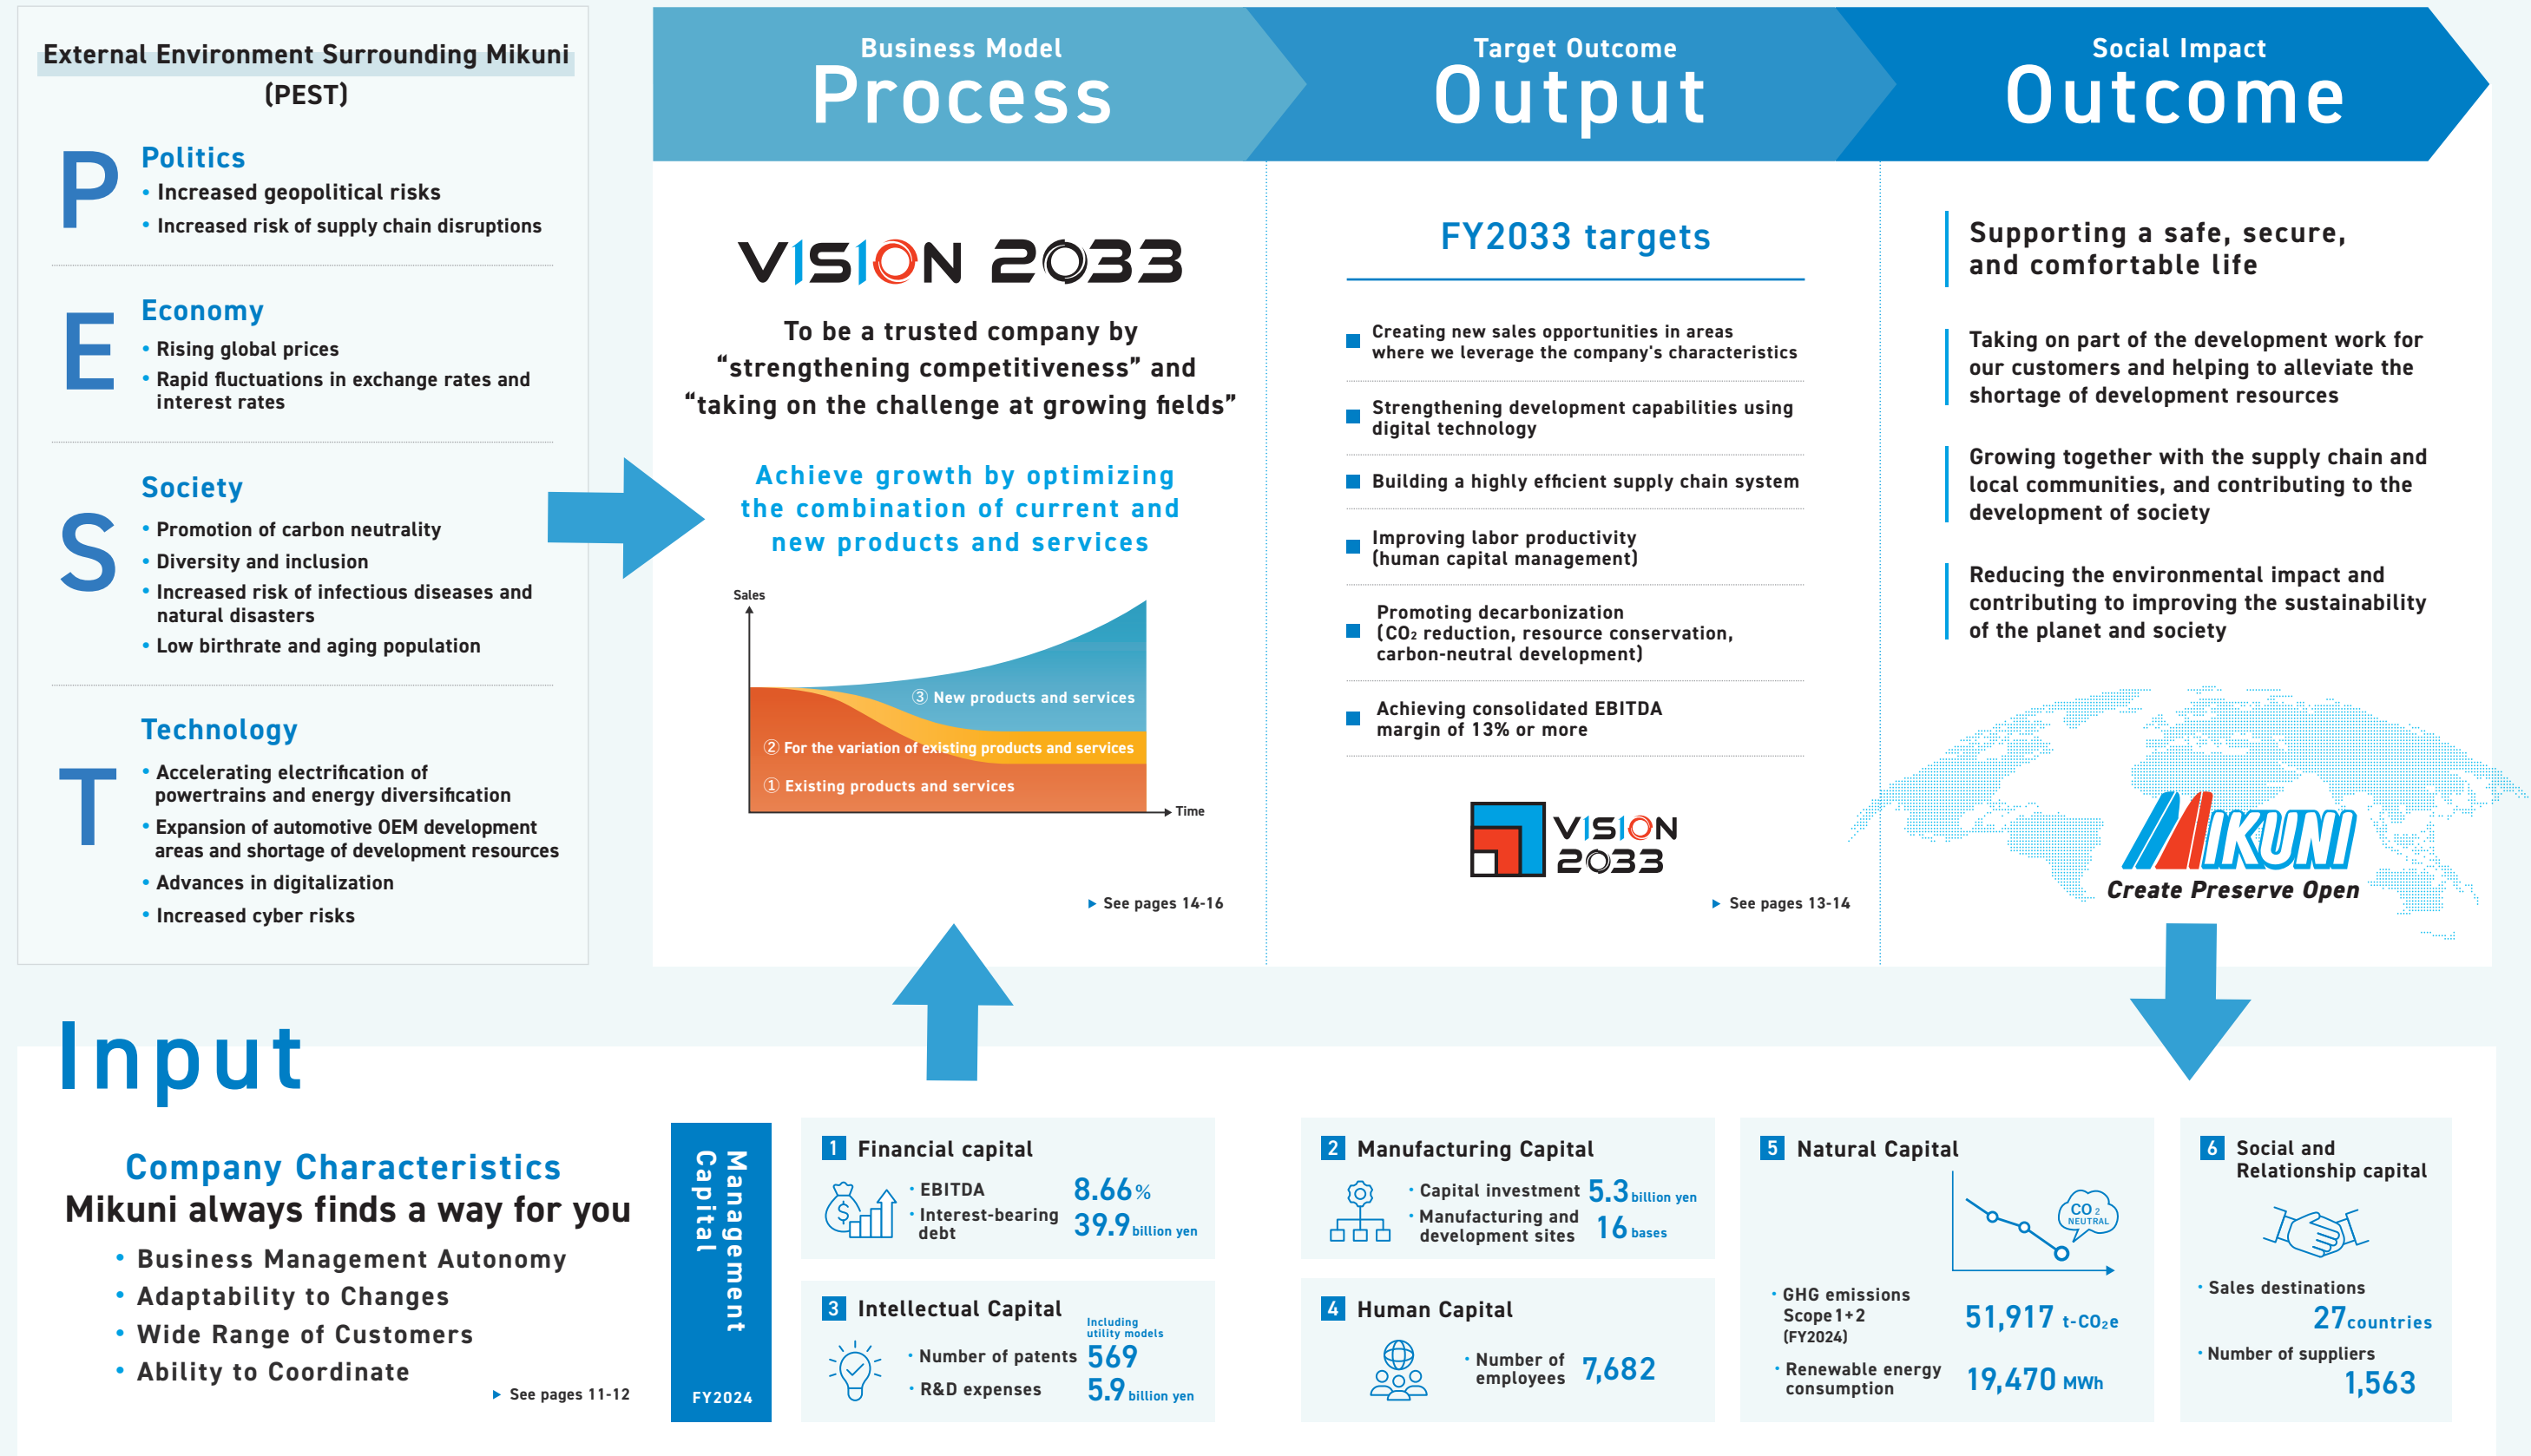 External Environment Surrounding Mikuni
(PEST)
P
Politics
• Increased geopolitical risks
• Increased risk of supply chain disruptions
E
Economy
• Rising global prices
• Rapid fluctuations in exchange rates and
interest rates
S
Society
• Promotion of carbon neutrality
• Diversity and inclusion
• Increased risk of infectious diseases and
natural disasters
• Low birthrate and aging population
T
Technology
• Accelerating electrification of
powertrains and energy diversification
• Expansion of automotive OEM development
areas and shortage of development resources
• Advances in digitalization
• Increased cyber risks
Business Model
Process
VISION 2033
To be a trusted company by
“strengthening competitiveness” and
“taking on the challenge at growing fields”
Achieve growth by optimizing
the combination of current and
new products and services
Sales
③ New products and services
② For the variation of existing products and services
① Existing products and services
Time
▶ See pages 14-16
Target Outcome
Output
FY2033 targets
■ Creating new sales opportunities in areas
where we leverage the company's characteristics
■ Strengthening development capabilities using
digital technology
■ Building a highly efficient supply chain system
■ Improving labor productivity
(human capital management)
■ Promoting decarbonization
(CO₂ reduction, resource conservation,
carbon-neutral development)
■ Achieving consolidated EBITDA
margin of 13% or more
VISION
2033
▶ See pages 13-14
Social Impact
Outcome
Supporting a safe, secure,
and comfortable life
Taking on part of the development work for
our customers and helping to alleviate the
shortage of development resources
Growing together with the supply chain and
local communities, and contributing to the
development of society
Reducing the environmental impact and
contributing to improving the sustainability
of the planet and society
MIKUNI
Create Preserve Open
Input
Company Characteristics
Mikuni always finds a way for you
• Business Management Autonomy
• Adaptability to Changes
• Wide Range of Customers
• Ability to Coordinate
▶ See pages 11-12
Management
Capital
FY2024
1 Financial capital
$
• EBITDA 8.66%
• Interest-bearing
debt 39.9 billion yen
2 Manufacturing Capital
• Capital investment 5.3 billion yen
• Manufacturing and
development sites 16 bases
3 Intellectual Capital
Including
utility models
• Number of patents 569
• R&D expenses 5.9 billion yen
4 Human Capital
• Number of
employees 7,682
5 Natural Capital
CO₂
NEUTRAL
• GHG emissions
Scope1+2
(FY2024)
51,917 t-CO₂e
• Renewable energy
consumption 19,470 MWh
6 Social and
Relationship capital
• Sales destinations
27 countries
• Number of suppliers
1,563